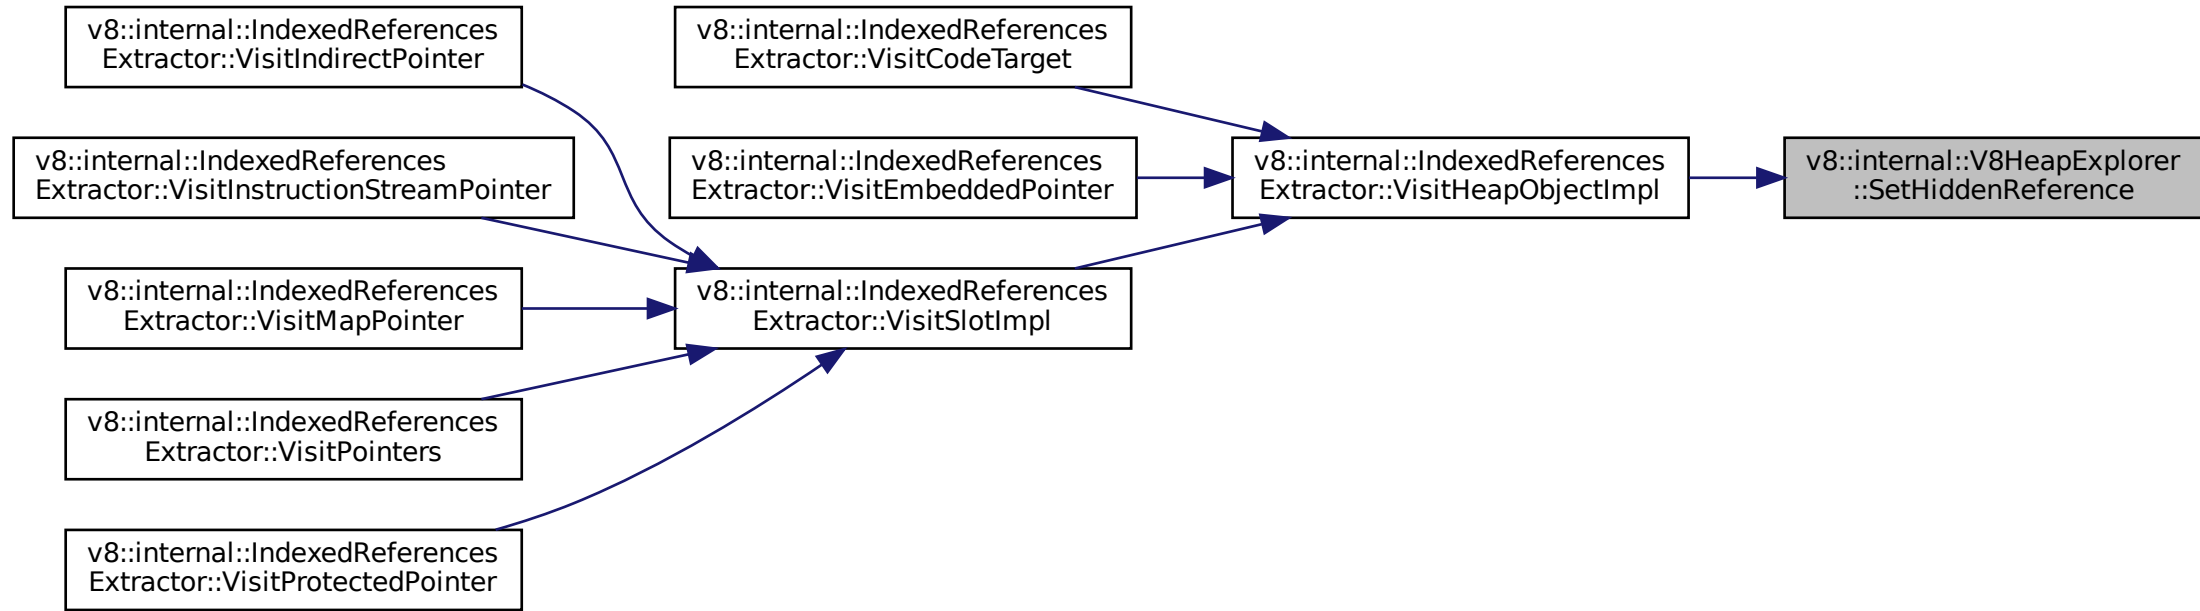 v8::internal::IndexedReferences
Extractor::VisitIndirectPointer
v8::internal::IndexedReferences
Extractor::VisitInstructionStreamPointer
v8::internal::IndexedReferences
Extractor::VisitMapPointer
v8::internal::IndexedReferences
Extractor::VisitPointers
v8::internal::IndexedReferences
Extractor::VisitProtectedPointer
v8::internal::IndexedReferences
Extractor::VisitCodeTarget
v8::internal::IndexedReferences
Extractor::VisitEmbeddedPointer
v8::internal::IndexedReferences
Extractor::VisitSlotImpl
v8::internal::IndexedReferences
Extractor::VisitHeapObjectImpl
v8::internal::V8HeapExplorer
::SetHiddenReference